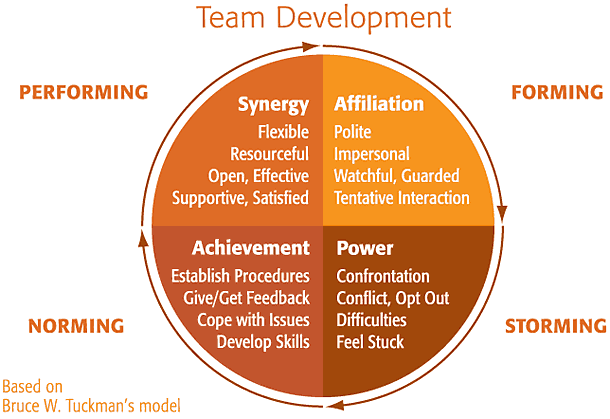 Team Development
PERFORMING
FORMING
Synergy
Flexible
Resourceful
Open, Effective
Supportive, Satisfied
Affiliation
Polite
Impersonal
Watchful, Guarded
Tentative Interaction
Achievement
Establish Procedures
Give/Get Feedback
Cope with Issues
Develop Skills
Power
Confrontation
Conflict, Opt Out
Difficulties
Feel Stuck
NORMING
STORMING
Based on
Bruce W. Tuckman's model